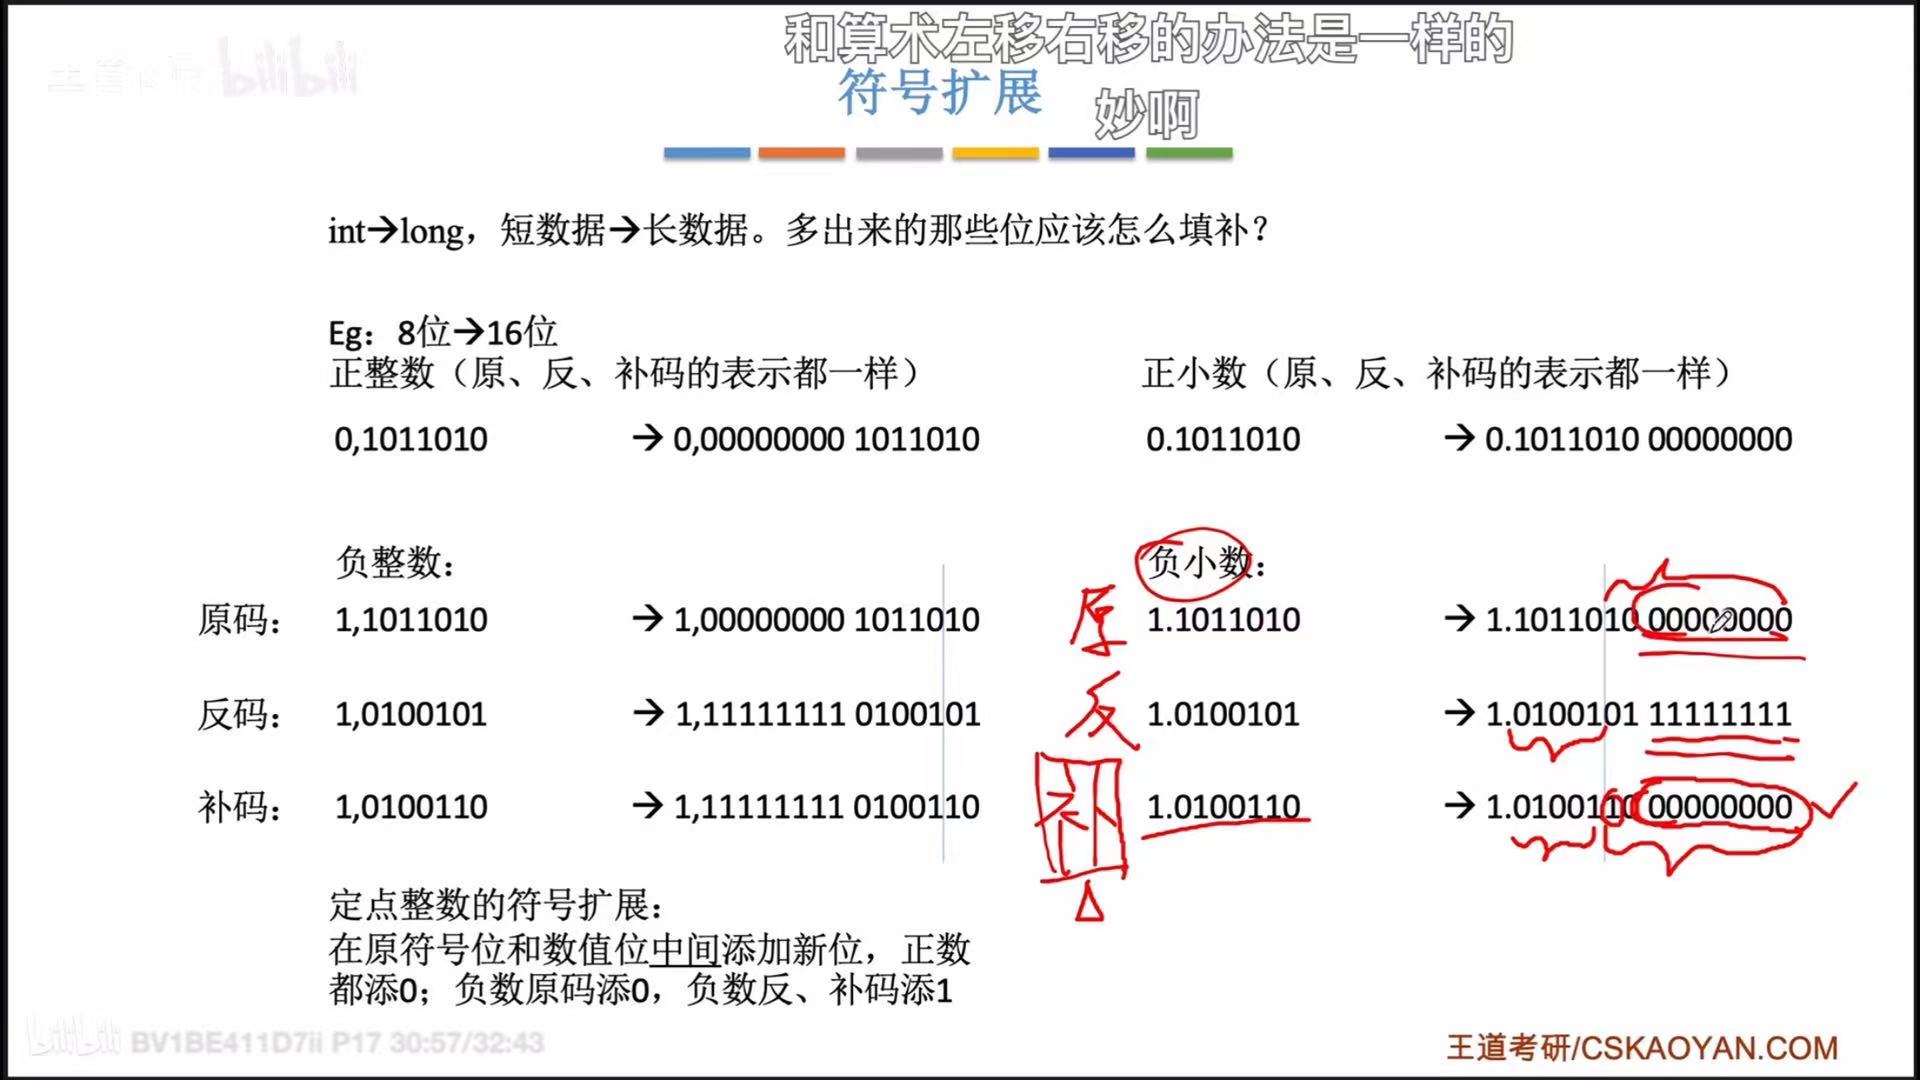 和算术左移右移的办法是一样的
王道考研 bilibili
符号扩展
妙啊
int→long，短数据→长数据。多出来的那些位应该怎么填补？
Eg：8位→16位
正整数（原、反、补码的表示都一样） 正小数（原、反、补码的表示都一样）
0,1011010 → 0,00000000 1011010 0.1011010 → 0.1011010 00000000
负整数： 负小数：
原码： 1,1011010 → 1,00000000 1011010 原 1.1011010 → 1.1011010 00000000
反码： 1,0100101 → 1,11111111 0100101 反 1.0100101 → 1.0100101 11111111
补码： 1,0100110 → 1,11111111 0100110 补 1.0100110 → 1.0100110 00000000
定点整数的符号扩展：
在原符号位和数值位中间添加新位，正数
都添0；负数原码添0，负数反、补码添1
bilibili BV1BE411D7ii P17 30:57/32:43
王道考研/CSKAOYAN.COM